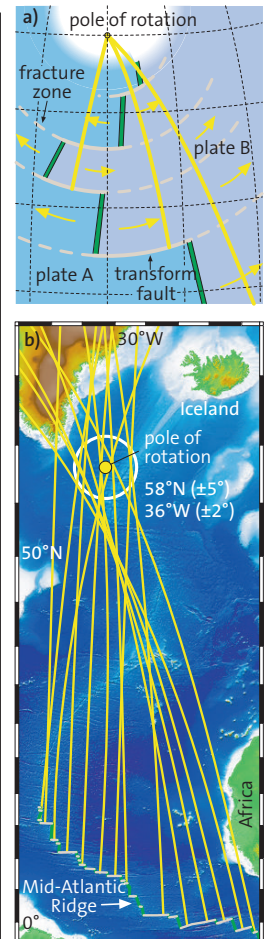 a)
pole of rotation
fracture
zone
plate B
plate A
transform
fault
b)
30°W
Iceland
pole of
rotation
58°N (±5°)
36°W (±2°)
50°N
Africa
Mid-Atlantic
Ridge
0°